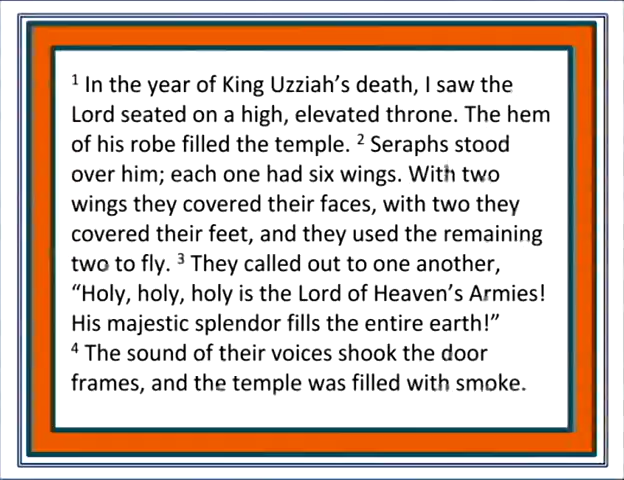 ¹ In the year of King Uzziah’s death, I saw the
Lord seated on a high, elevated throne. The hem
of his robe filled the temple. ² Seraphs stood
over him; each one had six wings. With two
wings they covered their faces, with two they
covered their feet, and they used the remaining
two to fly. ³ They called out to one another,
“Holy, holy, holy is the Lord of Heaven’s Armies!
His majestic splendor fills the entire earth!”
⁴ The sound of their voices shook the door
frames, and the temple was filled with smoke.